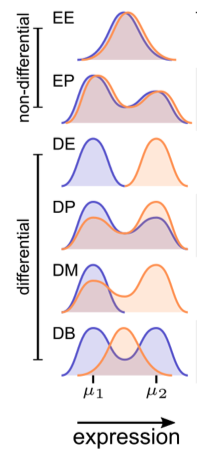 non-differential
EE
EP
differential
DE
DP
DM
DB
μ1 μ2
expression